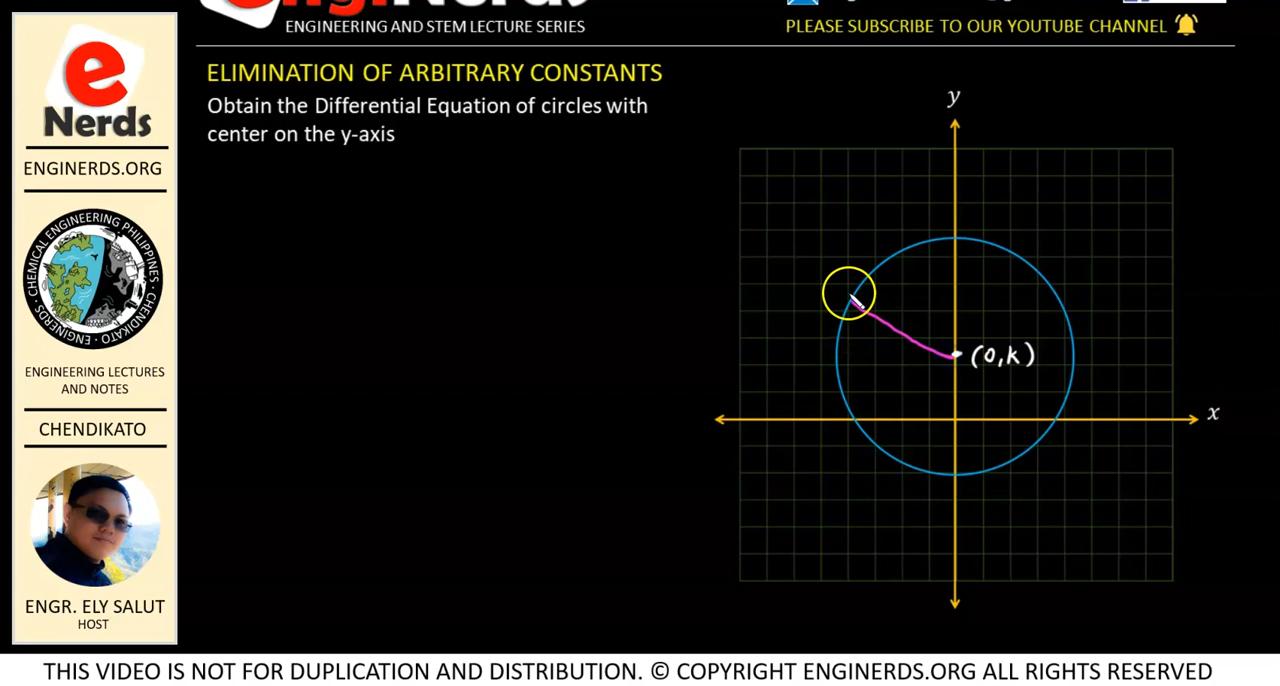 ENGINEERING AND STEM LECTURE SERIES
PLEASE SUBSCRIBE TO OUR YOUTUBE CHANNEL
e
Nerds
ENGINERDS.ORG
CHEMICAL ENGINEERING PHILIPPINES
CHENDIKATO · ENGINERDS
ENGINEERING LECTURES
AND NOTES
CHENDIKATO
ENGR. ELY SALUT
HOST
ELIMINATION OF ARBITRARY CONSTANTS
Obtain the Differential Equation of circles with
center on the y-axis
y
(0,k)
x
THIS VIDEO IS NOT FOR DUPLICATION AND DISTRIBUTION. © COPYRIGHT ENGINERDS.ORG ALL RIGHTS RESERVED